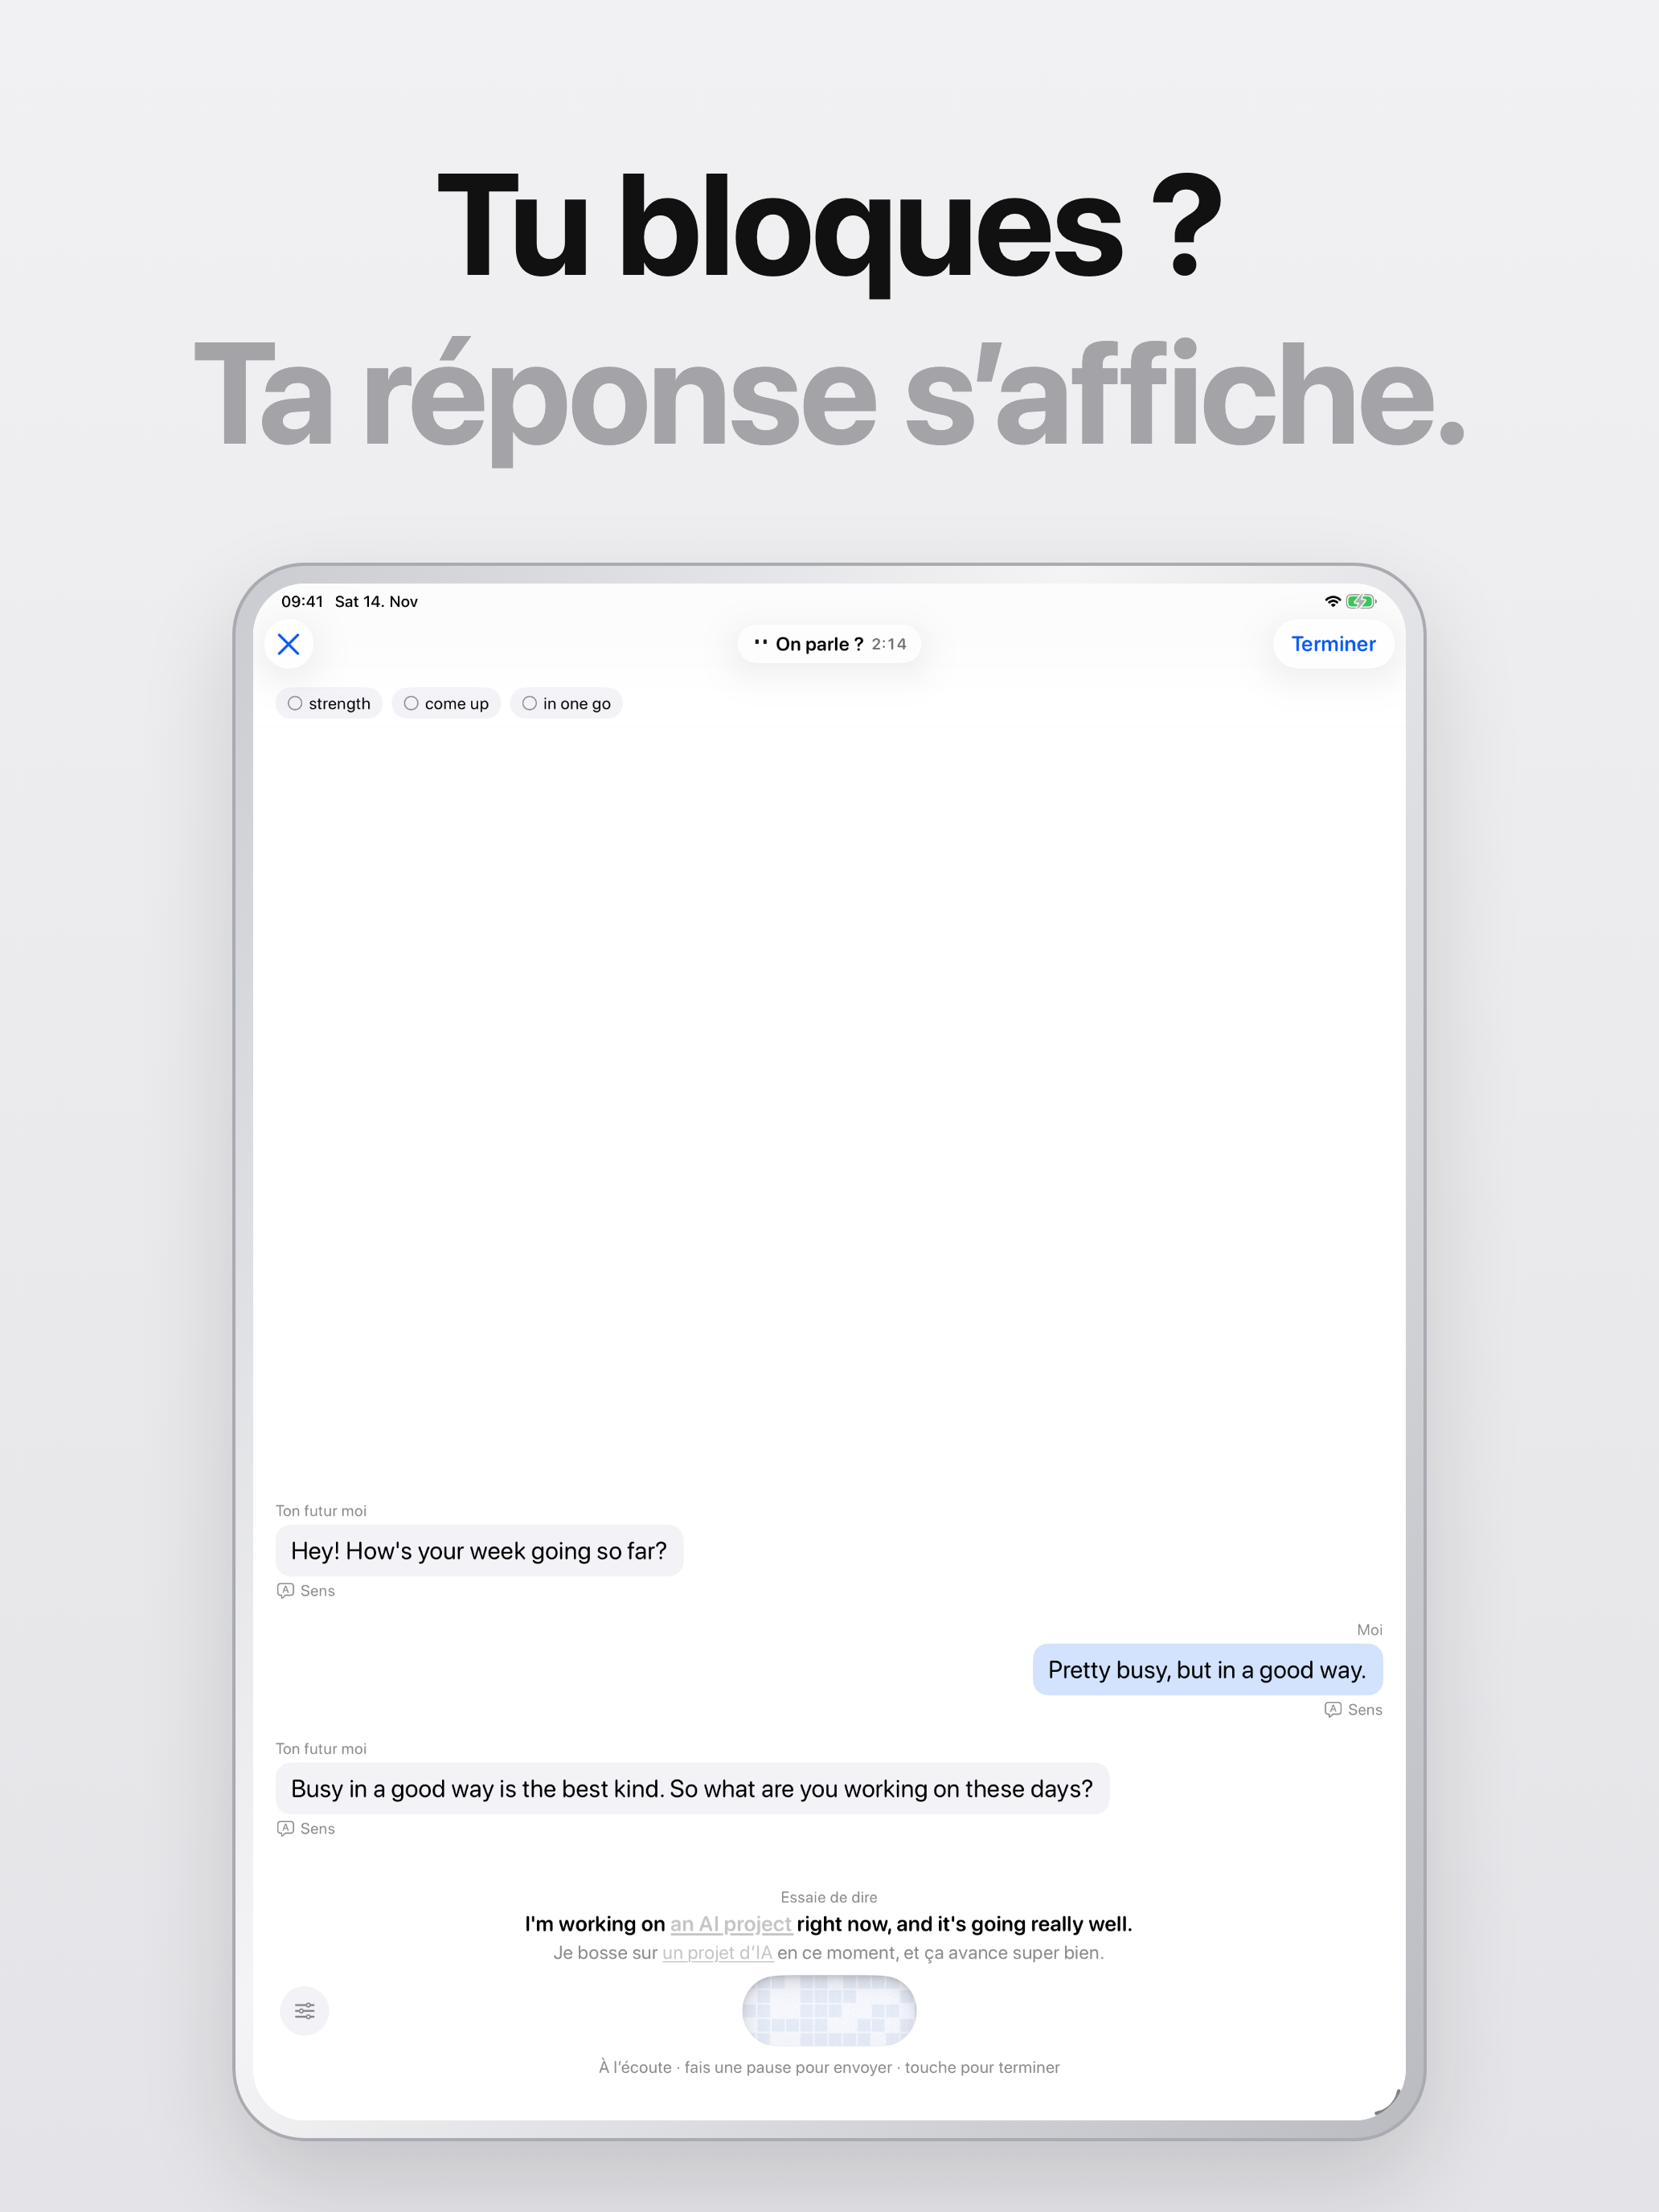 Tu bloques ?
Ta réponse s’affiche.
09:41 Sat 14. Nov
On parle ? 2:14
Terminer
strength
come up
in one go
Ton futur moi
Hey! How's your week going so far?
Sens
Moi
Pretty busy, but in a good way.
Sens
Ton futur moi
Busy in a good way is the best kind. So what are you working on these days?
Sens
Essaie de dire
I'm working on an AI project right now, and it's going really well.
Je bosse sur un projet d’IA en ce moment, et ça avance super bien.
À l’écoute · fais une pause pour envoyer · touche pour terminer